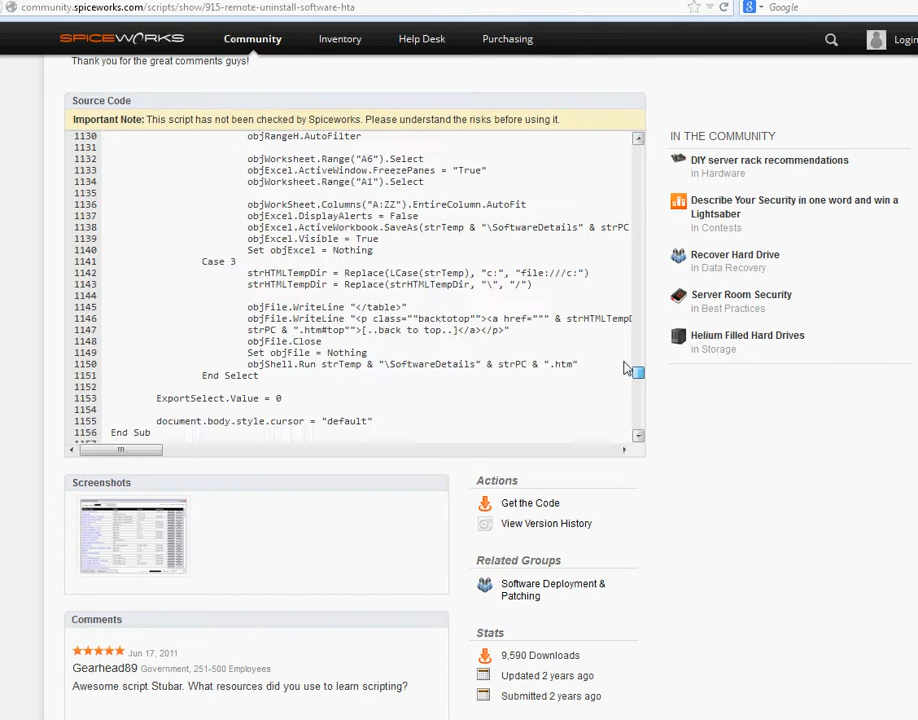 community.spiceworks.com/scripts/show/915-remote-uninstall-software-hta
Google
SPICEWORKS Community Inventory Help Desk Purchasing Login
Thank you for the great comments guys!
Source Code
Important Note: This script has not been checked by Spiceworks. Please understand the risks before using it.
1130 objRangeH.AutoFilter
1131
1132 objWorksheet.Range("A6").Select
1133 objExcel.ActiveWindow.FreezePanes = "True"
1134 objWorksheet.Range("A1").Select
1135
1136 objWorkSheet.Columns("A:ZZ").EntireColumn.AutoFit
1137 objExcel.DisplayAlerts = False
1138 objExcel.ActiveWorkbook.SaveAs(strTemp & "\SoftwareDetails" & strPC
1139 objExcel.Visible = True
1140 Set objExcel = Nothing
1141 Case 3
1142 strHTMLTempDir = Replace(LCase(strTemp), "c:", "file:///c:")
1143 strHTMLTempDir = Replace(strHTMLTempDir, "\", "/")
1144
1145 objFile.WriteLine "</table>"
1146 objFile.WriteLine "<p class=""backtotop""><a href=""" & strHTMLTempD
1147 strPC & ".htm#top"">[..back to top..]</a></p>"
1148 objFile.Close
1149 Set objFile = Nothing
1150 objShell.Run strTemp & "\SoftwareDetails" & strPC & ".htm"
1151 End Select
1152
1153 ExportSelect.Value = 0
1154
1155 document.body.style.cursor = "default"
1156 End Sub
IN THE COMMUNITY
DIY server rack recommendations
in Hardware
Describe Your Security in one word and win a
Lightsaber
in Contests
Recover Hard Drive
in Data Recovery
Server Room Security
in Best Practices
Helium Filled Hard Drives
in Storage
Screenshots
Actions
Get the Code
View Version History
Related Groups
Software Deployment &
Patching
Stats
9,590 Downloads
Updated 2 years ago
Submitted 2 years ago
Comments
Jun 17, 2011
Gearhead89 Government, 251-500 Employees
Awesome script Stubar. What resources did you use to learn scripting?